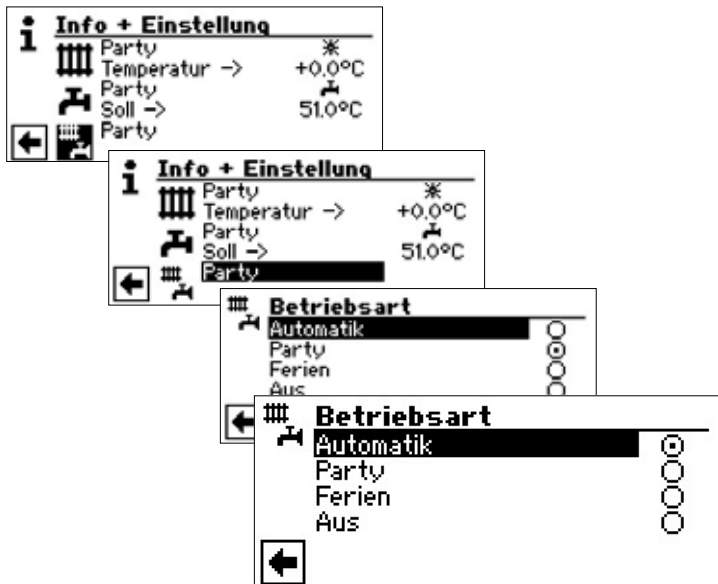 Info + Einstellung
Party
Temperatur -> +0.0°C
Party
Soll -> 51.0°C
Party
Info + Einstellung
Party
Temperatur -> +0.0°C
Party
Soll -> 51.0°C
Party
Betriebsart
Automatik
Party
Ferien
Aus
Betriebsart
Automatik
Party
Ferien
Aus